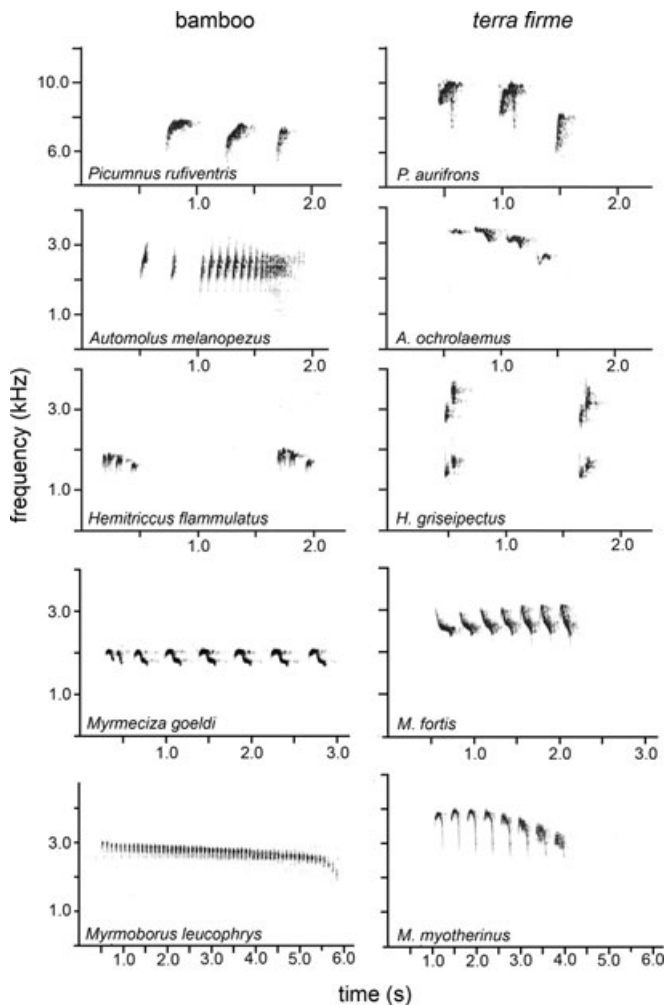 bamboo terra firme
10.0
6.0
Picumnus rufiventris P. aurifrons
1.0 2.0 1.0 2.0
3.0
1.0
Automolus melanopezus A. ochrolaemus
1.0 2.0 1.0 2.0
frequency (kHz)
3.0
1.0
Hemitriccus flammulatus H. griseipectus
1.0 2.0 1.0 2.0
3.0
1.0
Myrmeciza goeldi M. fortis
1.0 2.0 3.0 1.0 2.0 3.0
3.0
1.0
Myrmoborus leucophrys M. myotherinus
1.0 2.0 3.0 4.0 5.0 6.0 1.0 2.0 3.0 4.0 5.0 6.0
time (s)